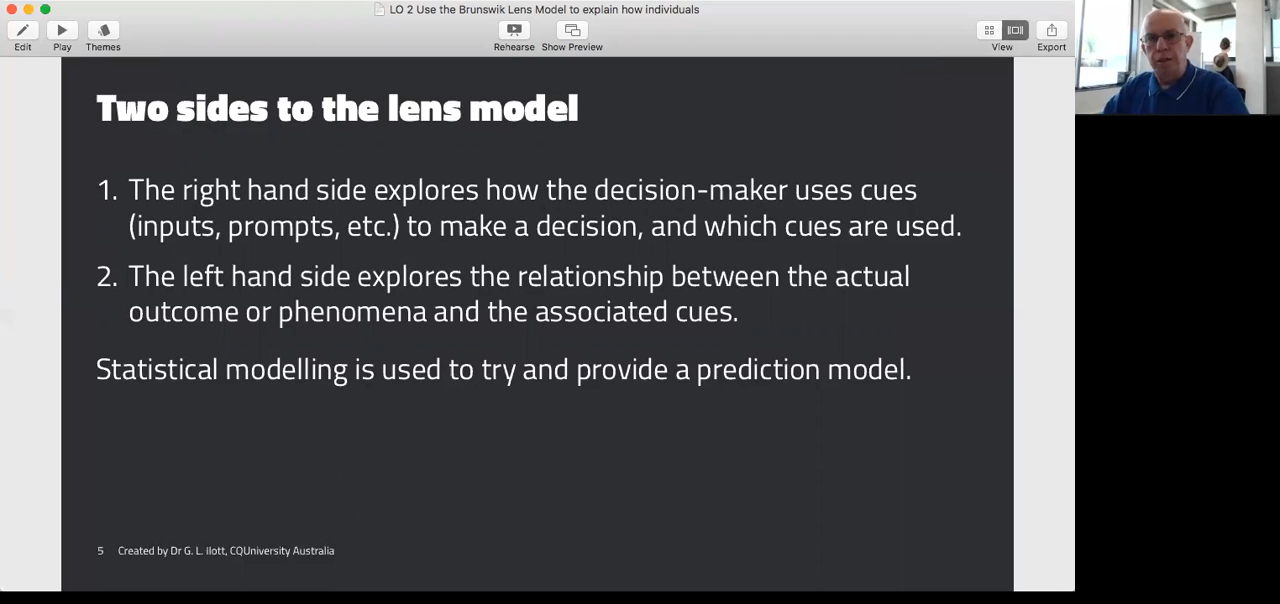 LO 2 Use the Brunswik Lens Model to explain how individuals
Edit
Play
Themes
Rehearse
Show Preview
View
Export
Two sides to the lens model
1. The right hand side explores how the decision-maker uses cues
(inputs, prompts, etc.) to make a decision, and which cues are used.
2. The left hand side explores the relationship between the actual
outcome or phenomena and the associated cues.
Statistical modelling is used to try and provide a prediction model.
5 Created by Dr G. L. ilott, CQUniversity Australia